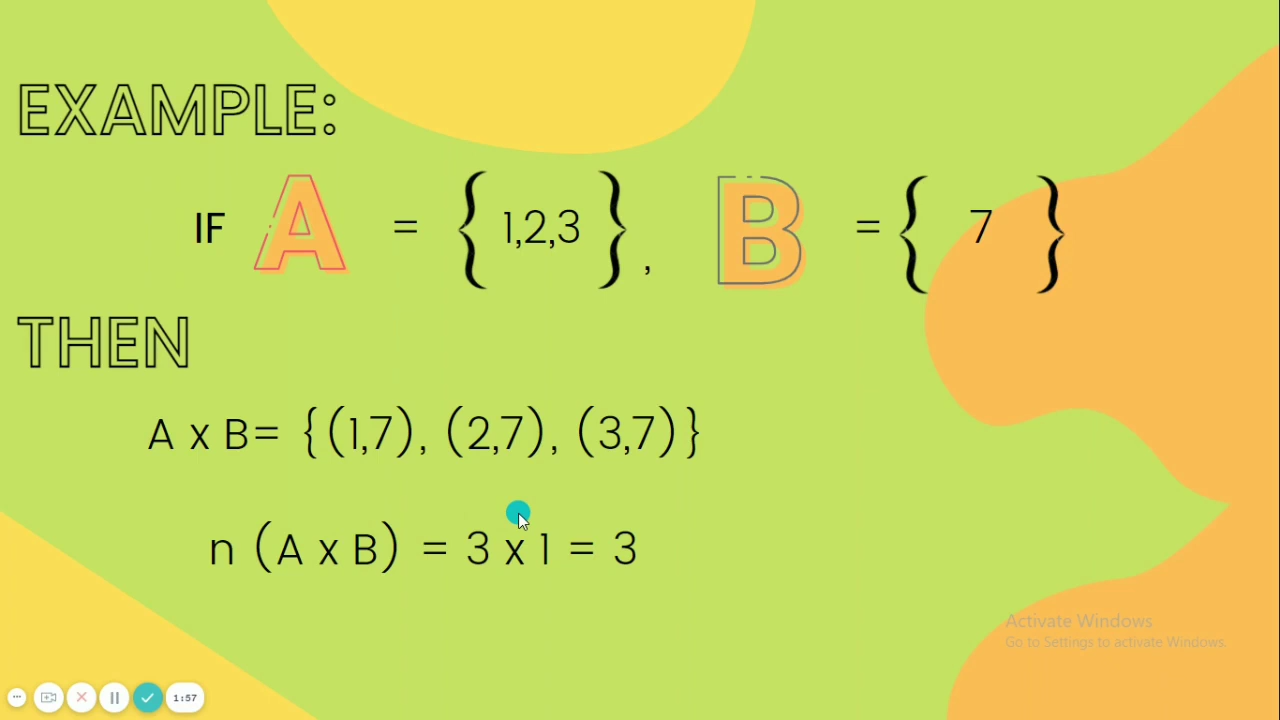 EXAMPLE:
IF A = { 1,2,3 } , B = { 7 }
THEN
A x B= {(1,7), (2,7), (3,7)}
n (A x B) = 3 x 1 = 3
Activate Windows
Go to Settings to activate Windows.
1:57